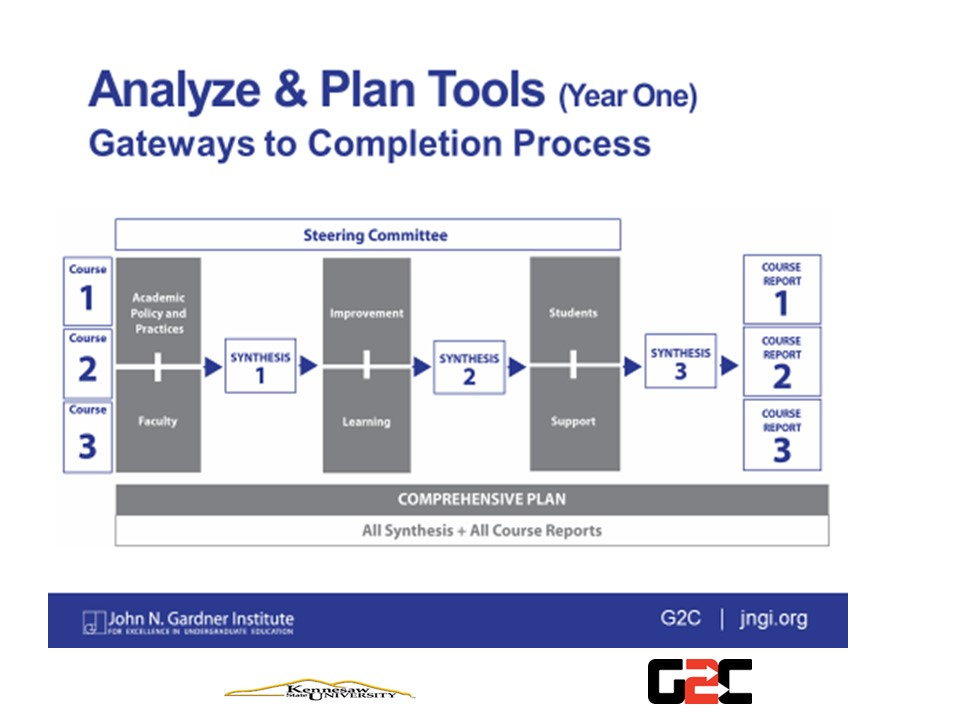 Analyze & Plan Tools (Year One)
Gateways to Completion Process
Steering Committee
Course
1
Course
2
Course
3
Academic
Policy and
Practices
Faculty
SYNTHESIS
1
Improvement
Learning
SYNTHESIS
2
Students
Support
SYNTHESIS
3
COURSE
REPORT
1
COURSE
REPORT
2
COURSE
REPORT
3
COMPREHENSIVE PLAN
All Synthesis + All Course Reports
John N. Gardner Institute
FOR EXCELLENCE IN UNDERGRADUATE EDUCATION
G2C | jngi.org
Kennesaw
State UNIVERSITY
G2C